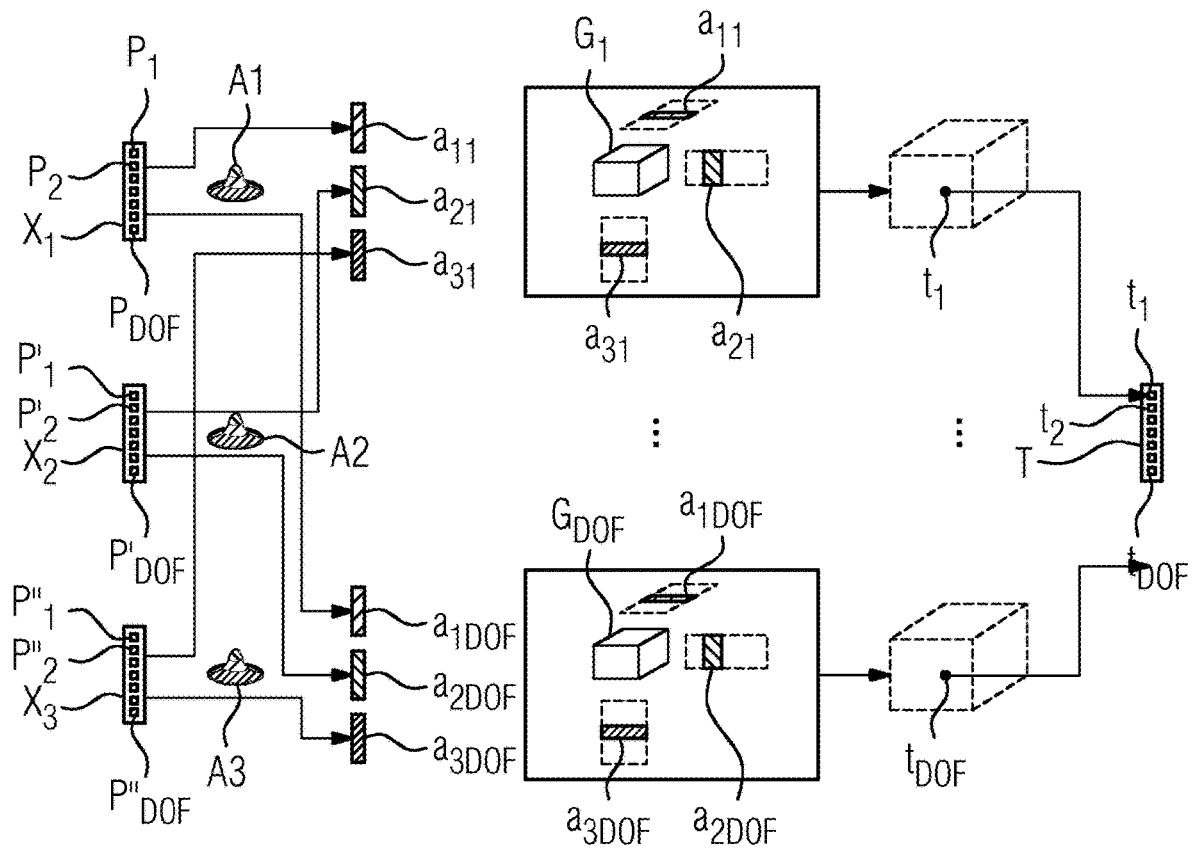 P1
A1
P2
X1
PDOF
a11
a21
a31
G1
a11
a31
a21
t1
P'1
P'2
X2
P'DOF
A2
...
...
t1
t2
T
tDOF
P"1
P"2
X3
P"DOF
A3
a1DOF
a2DOF
a3DOF
GDOF
a1DOF
a3DOF
a2DOF
tDOF